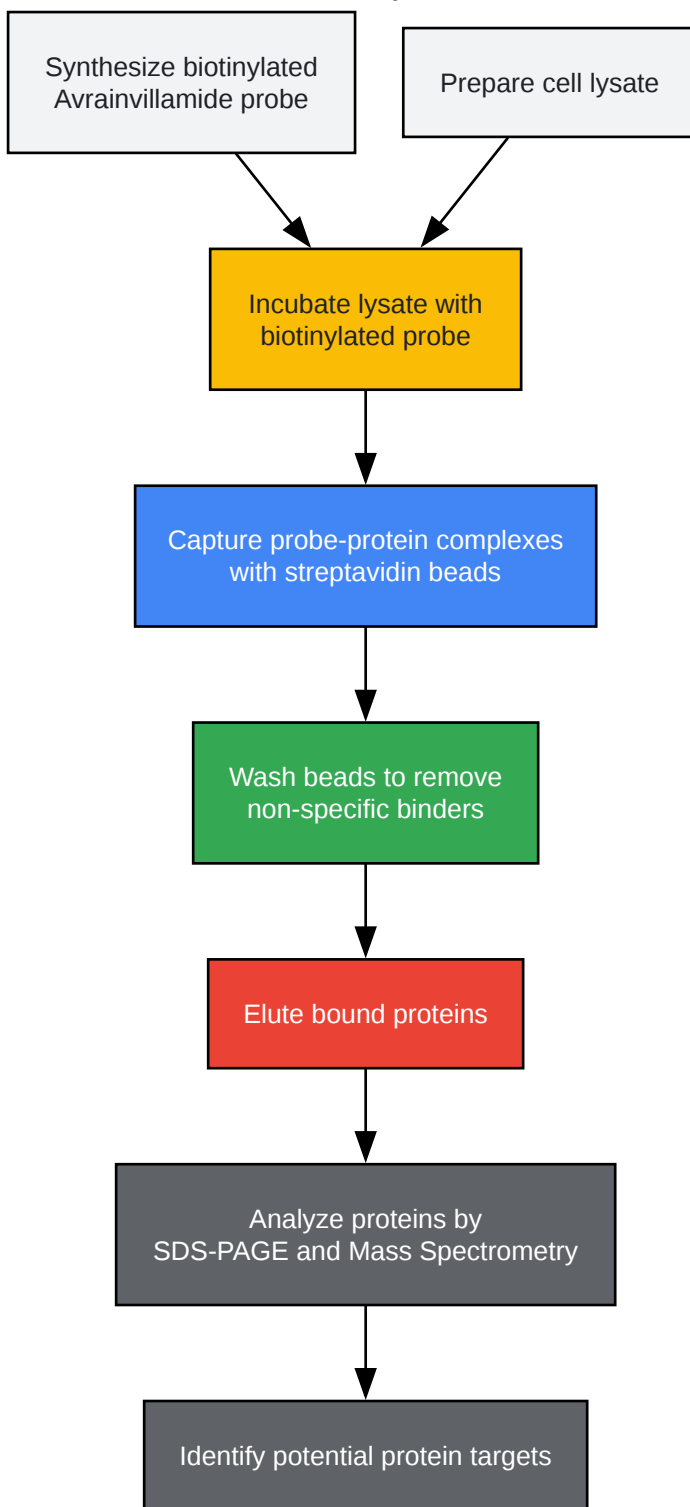 Synthesize biotinylated
Avrainvillamide probe
Prepare cell lysate
Incubate lysate with
biotinylated probe
Capture probe-protein complexes
with streptavidin beads
Wash beads to remove
non-specific binders
Elute bound proteins
Analyze proteins by
SDS-PAGE and Mass Spectrometry
Identify potential protein targets